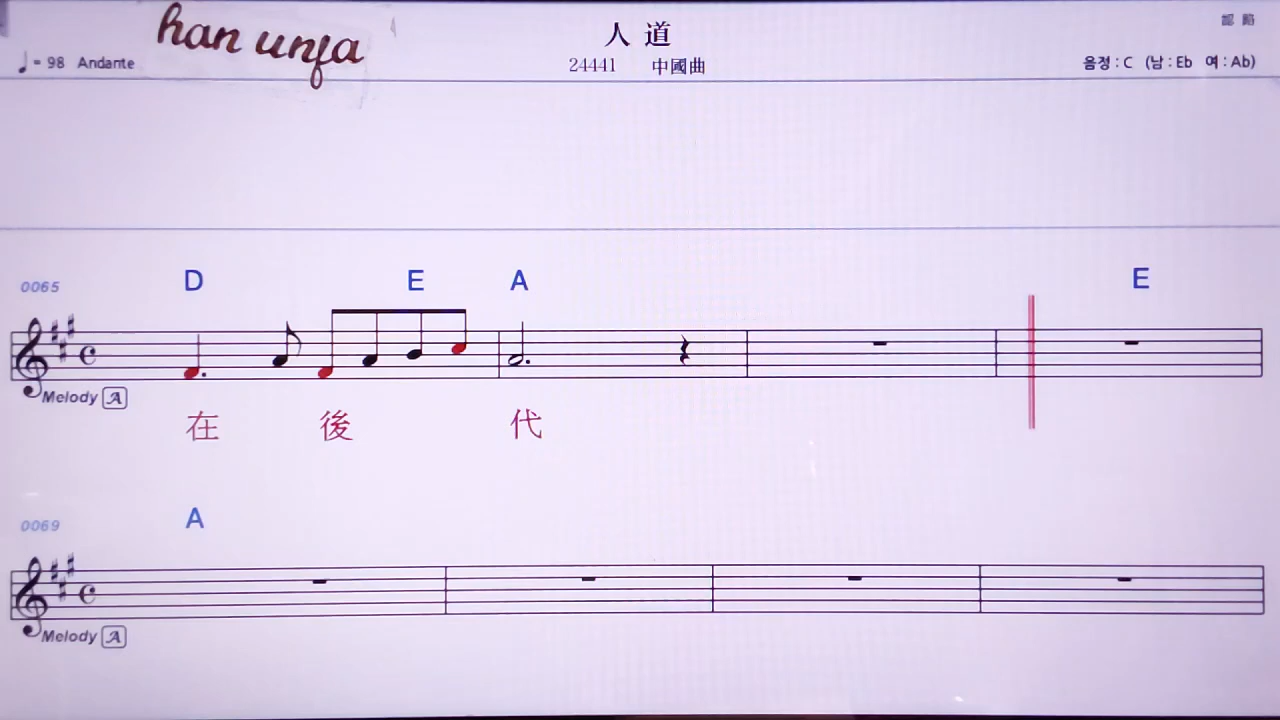 han unfa
人道
♩= 98 Andante
24441 中國曲
음정 : C (남 : Eb 여 : Ab)
0065 D E A E
Melody A
在 後 代
0069 A
Melody A